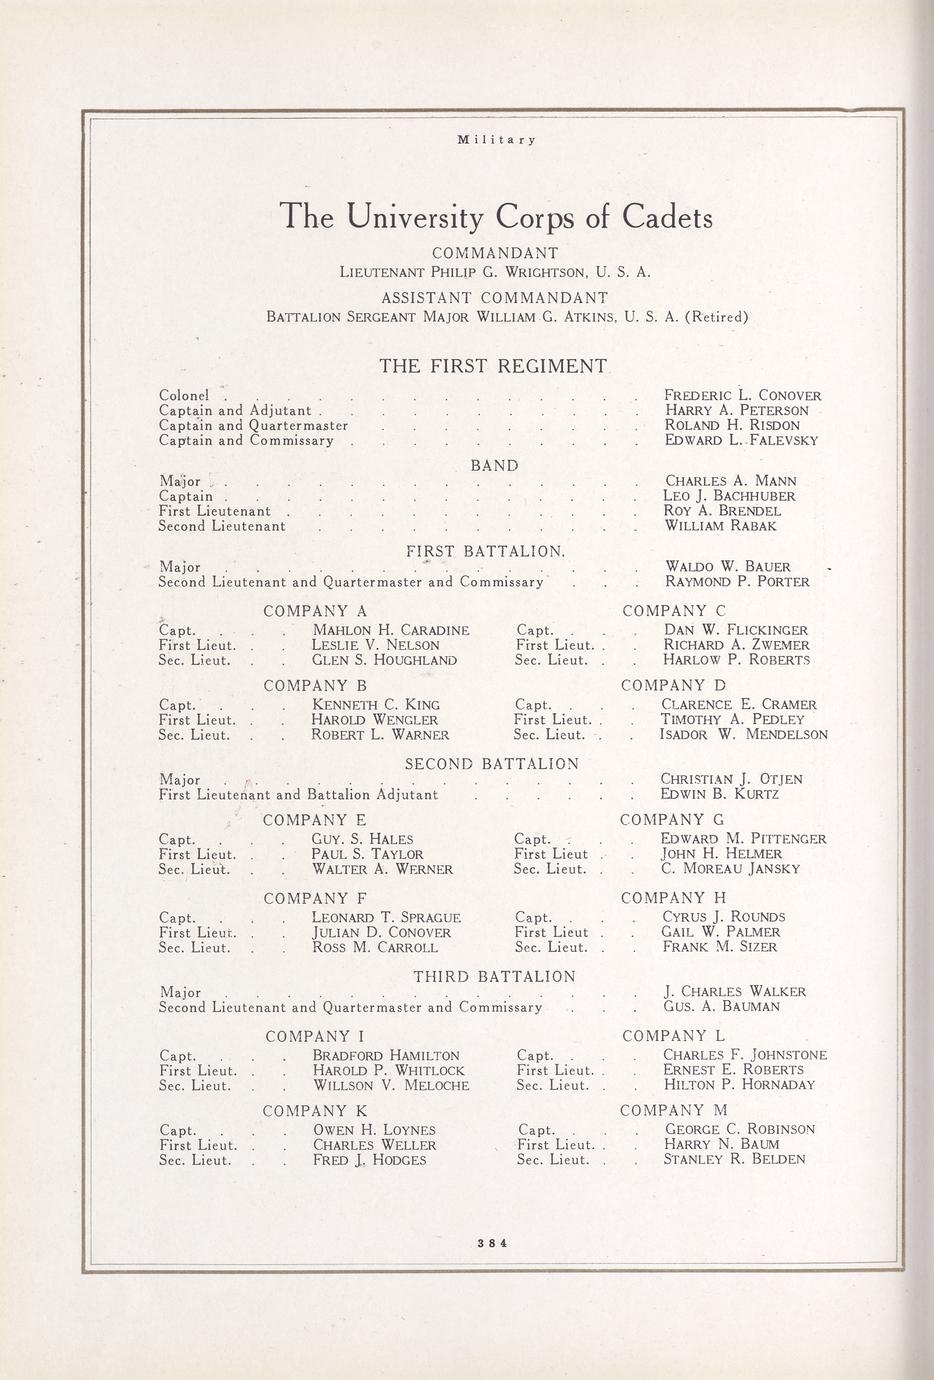 Military
The University Corps of Cadets
COMMANDANT
LIEUTENANT PHILIP G. WRIGHTSON, U. S. A.
ASSISTANT COMMANDANT
BATTALION SERGEANT MAJOR WILLIAM G. ATKINS, U. S. A. (Retired)
THE FIRST REGIMENT
Colonel . . . . . . . . . . . . . . FREDERIC L. CONOVER
Captain and Adjutant . . . . . . . . . . . HARRY A. PETERSON
Captain and Quartermaster . . . . . . . . . ROLAND H. RISDON
Captain and Commissary . . . . . . . . . . EDWARD L. FALEVSKY
BAND
Major . . . . . . . . . . . . . . CHARLES A. MANN
Captain . . . . . . . . . . . . . . LEO J. BACHHUBER
First Lieutenant . . . . . . . . . . . . ROY A. BRENDEL
Second Lieutenant . . . . . . . . . . . WILLIAM RABAK
FIRST BATTALION.
Major . . . . . . . . . . . . . . WALDO W. BAUER
Second Lieutenant and Quartermaster and Commissary . . . RAYMOND P. PORTER
COMPANY A
Capt. . . . MAHLON H. CARADINE
First Lieut. . . LESLIE V. NELSON
Sec. Lieut. . . GLEN S. HOUGHLAND
COMPANY C
Capt. . . . DAN W. FLICKINGER
First Lieut. . . RICHARD A. ZWEMER
Sec. Lieut. . . HARLOW P. ROBERTS
COMPANY B
Capt. . . . KENNETH C. KING
First Lieut. . . HAROLD WENGLER
Sec. Lieut. . . ROBERT L. WARNER
COMPANY D
Capt. . . . CLARENCE E. CRAMER
First Lieut. . . TIMOTHY A. PEDLEY
Sec. Lieut. . . ISADOR W. MENDELSON
SECOND BATTALION
Major . . . . . . . . . . . . . . CHRISTIAN J. OTJEN
First Lieutenant and Battalion Adjutant . . . . . . EDWIN B. KURTZ
COMPANY E
Capt. . . . GUY. S. HALES
First Lieut. . . PAUL S. TAYLOR
Sec. Lieut. . . WALTER A. WERNER
COMPANY G
Capt. . . . EDWARD M. PITTENGER
First Lieut . . JOHN H. HELMER
Sec. Lieut. . . C. MOREAU JANSKY
COMPANY F
Capt. . . . LEONARD T. SPRAGUE
First Lieut. . . JULIAN D. CONOVER
Sec. Lieut. . . ROSS M. CARROLL
COMPANY H
Capt. . . . CYRUS J. ROUNDS
First Lieut . . GAIL W. PALMER
Sec. Lieut. . . FRANK M. SIZER
THIRD BATTALION
Major . . . . . . . . . . . . . . J. CHARLES WALKER
Second Lieutenant and Quartermaster and Commissary . . . GUS. A. BAUMAN
COMPANY I
Capt. . . . BRADFORD HAMILTON
First Lieut. . . HAROLD P. WHITLOCK
Sec. Lieut. . . WILLSON V. MELOCHE
COMPANY L
Capt. . . . CHARLES F. JOHNSTONE
First Lieut. . . ERNEST E. ROBERTS
Sec. Lieut. . . HILTON P. HORNADAY
COMPANY K
Capt. . . . OWEN H. LOYNES
First Lieut. . . CHARLES WELLER
Sec. Lieut. . . FRED J. HODGES
COMPANY M
Capt. . . . GEORGE C. ROBINSON
First Lieut. . . HARRY N. BAUM
Sec. Lieut. . . STANLEY R. BELDEN
384